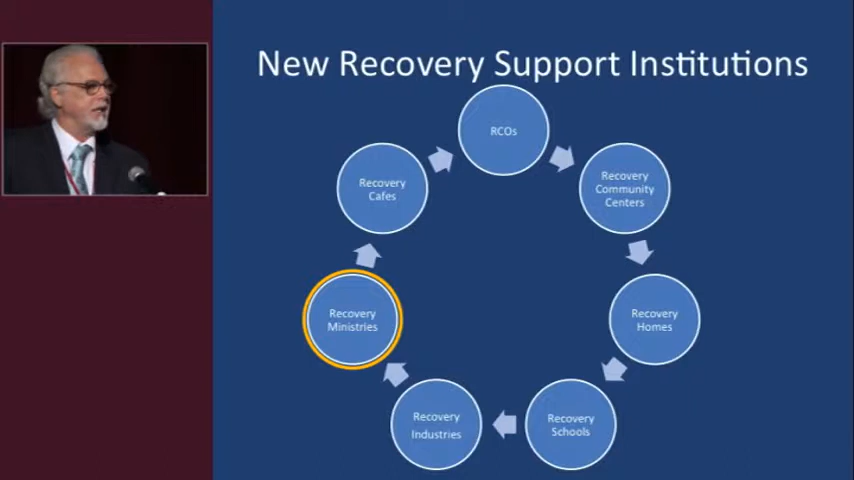 New Recovery Support Institutions
RCOs
Recovery
Community
Centers
Recovery
Homes
Recovery
Schools
Recovery
Industries
Recovery
Ministries
Recovery
Cafes